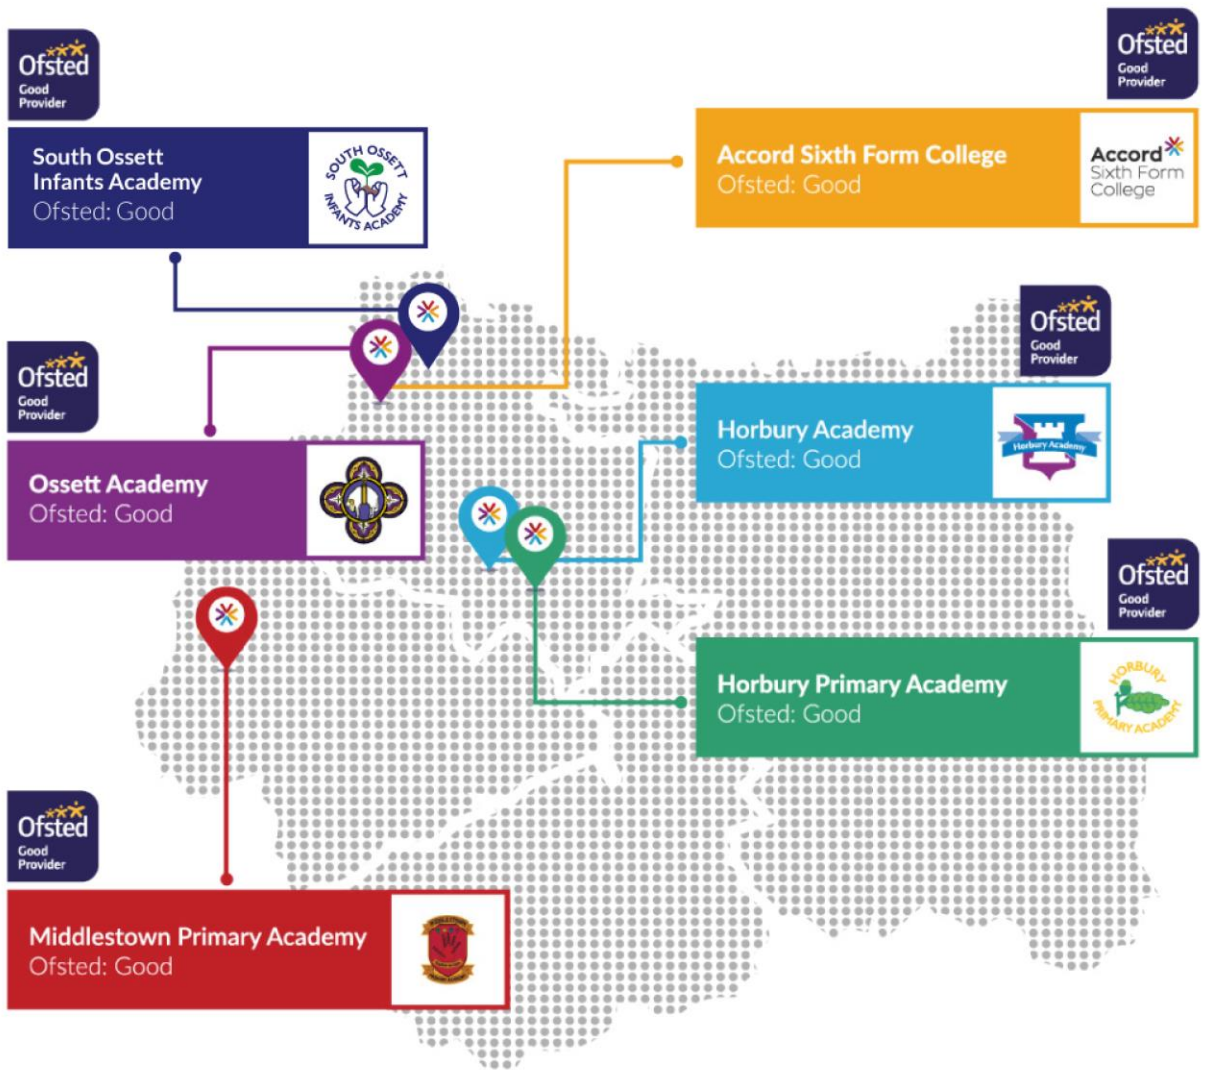 Ofsted
Good
Provider
South Ossett
Infants Academy
Ofsted: Good
SOUTH OSSETT
INFANTS ACADEMY
Ofsted
Good
Provider
Accord Sixth Form College
Ofsted: Good
Accord
Sixth Form
College
Ofsted
Good
Provider
Ossett Academy
Ofsted: Good
Ofsted
Good
Provider
Horbury Academy
Ofsted: Good
Horbury Academy
Ofsted
Good
Provider
Horbury Primary Academy
Ofsted: Good
HORBURY
PRIMARY ACADEMY
Ofsted
Good
Provider
Middlestown Primary Academy
Ofsted: Good